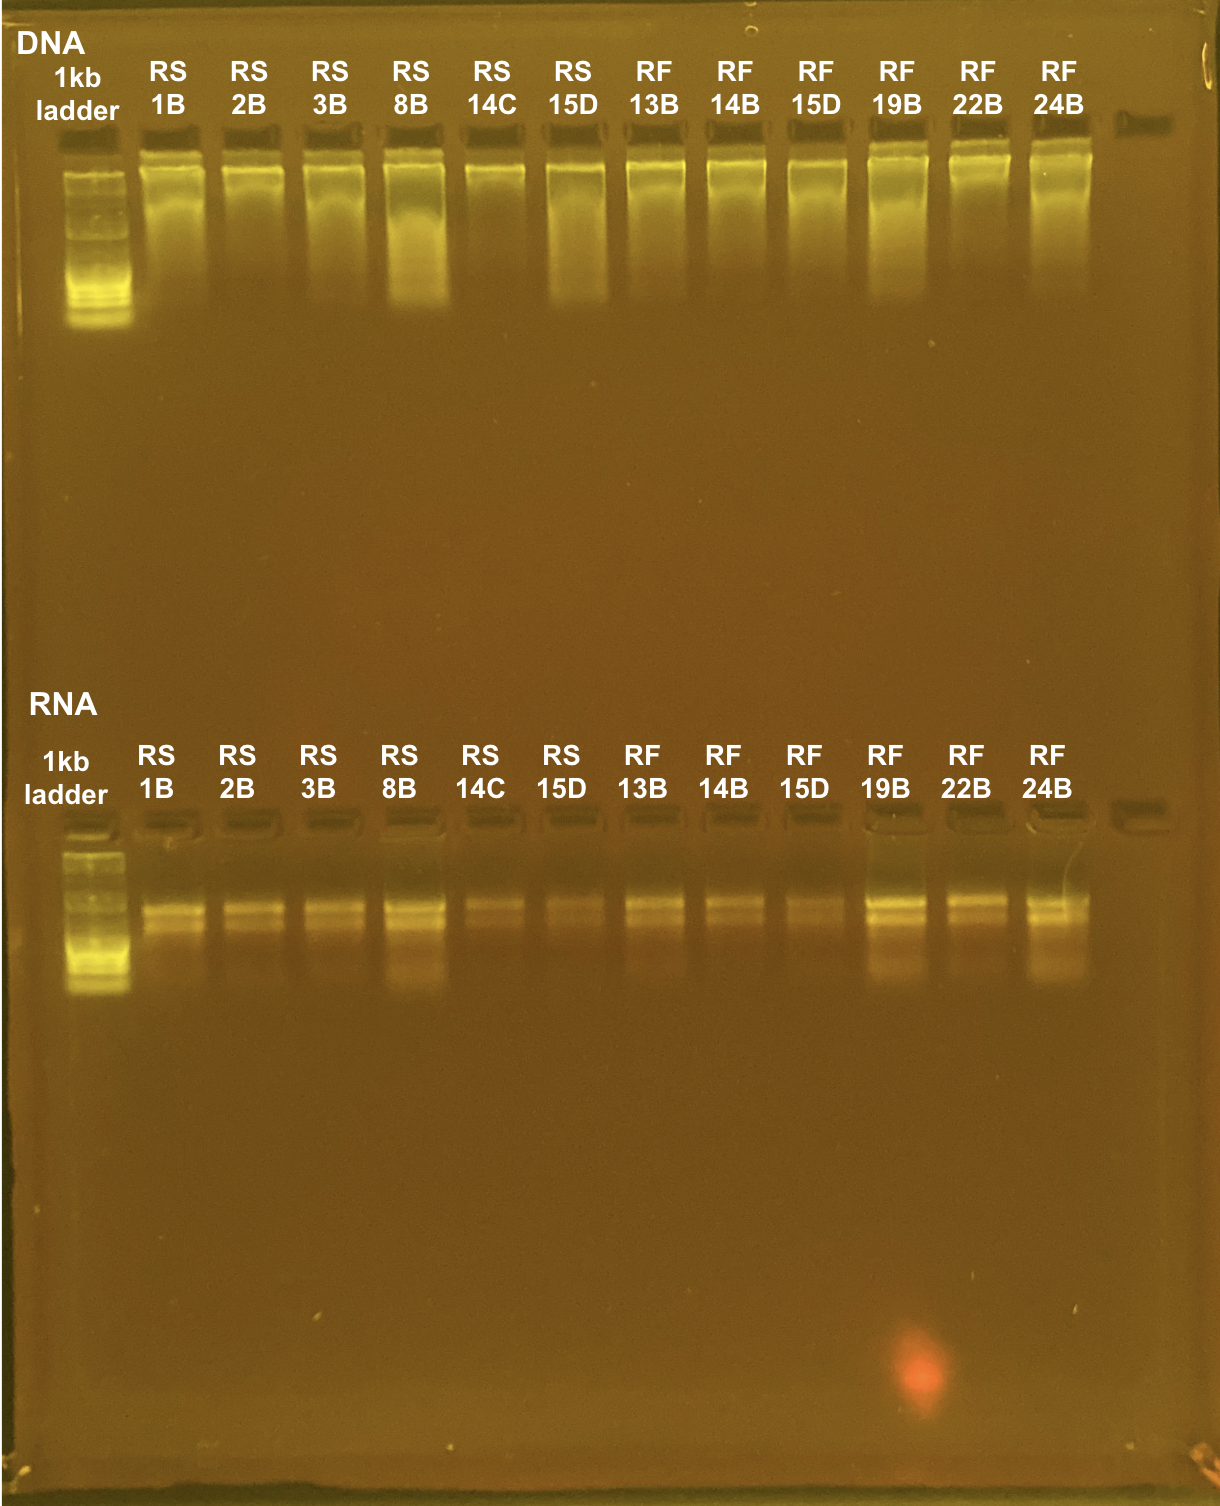 DNA
1kb ladder
RS 1B
RS 2B
RS 3B
RS 8B
RS 14C
RS 15D
RF 13B
RF 14B
RF 15D
RF 19B
RF 22B
RF 24B
RNA
1kb ladder
RS 1B
RS 2B
RS 3B
RS 8B
RS 14C
RS 15D
RF 13B
RF 14B
RF 15D
RF 19B
RF 22B
RF 24B